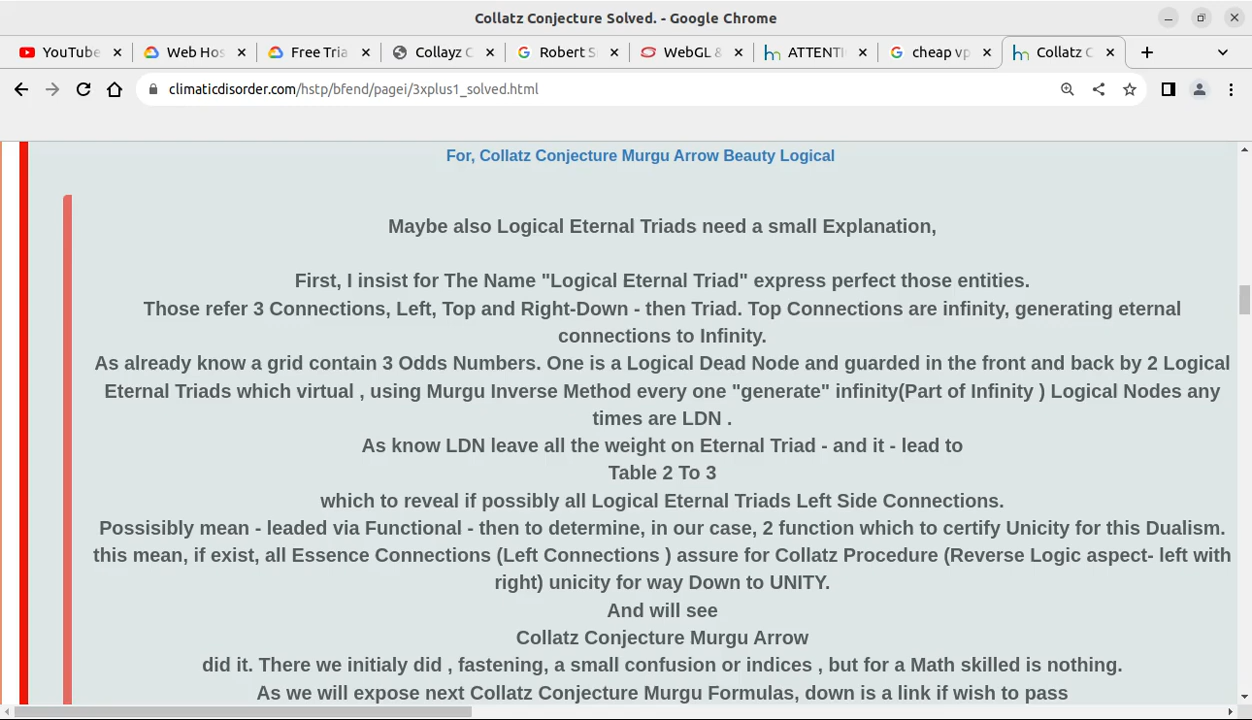 Collatz Conjecture Solved. - Google Chrome
YouTube
Web Hos
Free Tria
Collayz C
Robert S
WebGL &
ATTENTI
cheap vp
Collatz C
climaticdisorder.com/hstp/bfend/pagei/3xplus1_solved.html
For, Collatz Conjecture Murgu Arrow Beauty Logical
Maybe also Logical Eternal Triads need a small Explanation,
First, I insist for The Name "Logical Eternal Triad" express perfect those entities.
Those refer 3 Connections, Left, Top and Right-Down - then Triad. Top Connections are infinity, generating eternal
connections to Infinity.
As already know a grid contain 3 Odds Numbers. One is a Logical Dead Node and guarded in the front and back by 2 Logical
Eternal Triads which virtual , using Murgu Inverse Method every one "generate" infinity(Part of Infinity ) Logical Nodes any
times are LDN .
As know LDN leave all the weight on Eternal Triad - and it - lead to
Table 2 To 3
which to reveal if possibly all Logical Eternal Triads Left Side Connections.
Possisibly mean - leaded via Functional - then to determine, in our case, 2 function which to certify Unicity for this Dualism.
this mean, if exist, all Essence Connections (Left Connections ) assure for Collatz Procedure (Reverse Logic aspect- left with
right) unicity for way Down to UNITY.
And will see
Collatz Conjecture Murgu Arrow
did it. There we initialy did , fastening, a small confusion or indices , but for a Math skilled is nothing.
As we will expose next Collatz Conjecture Murgu Formulas, down is a link if wish to pass